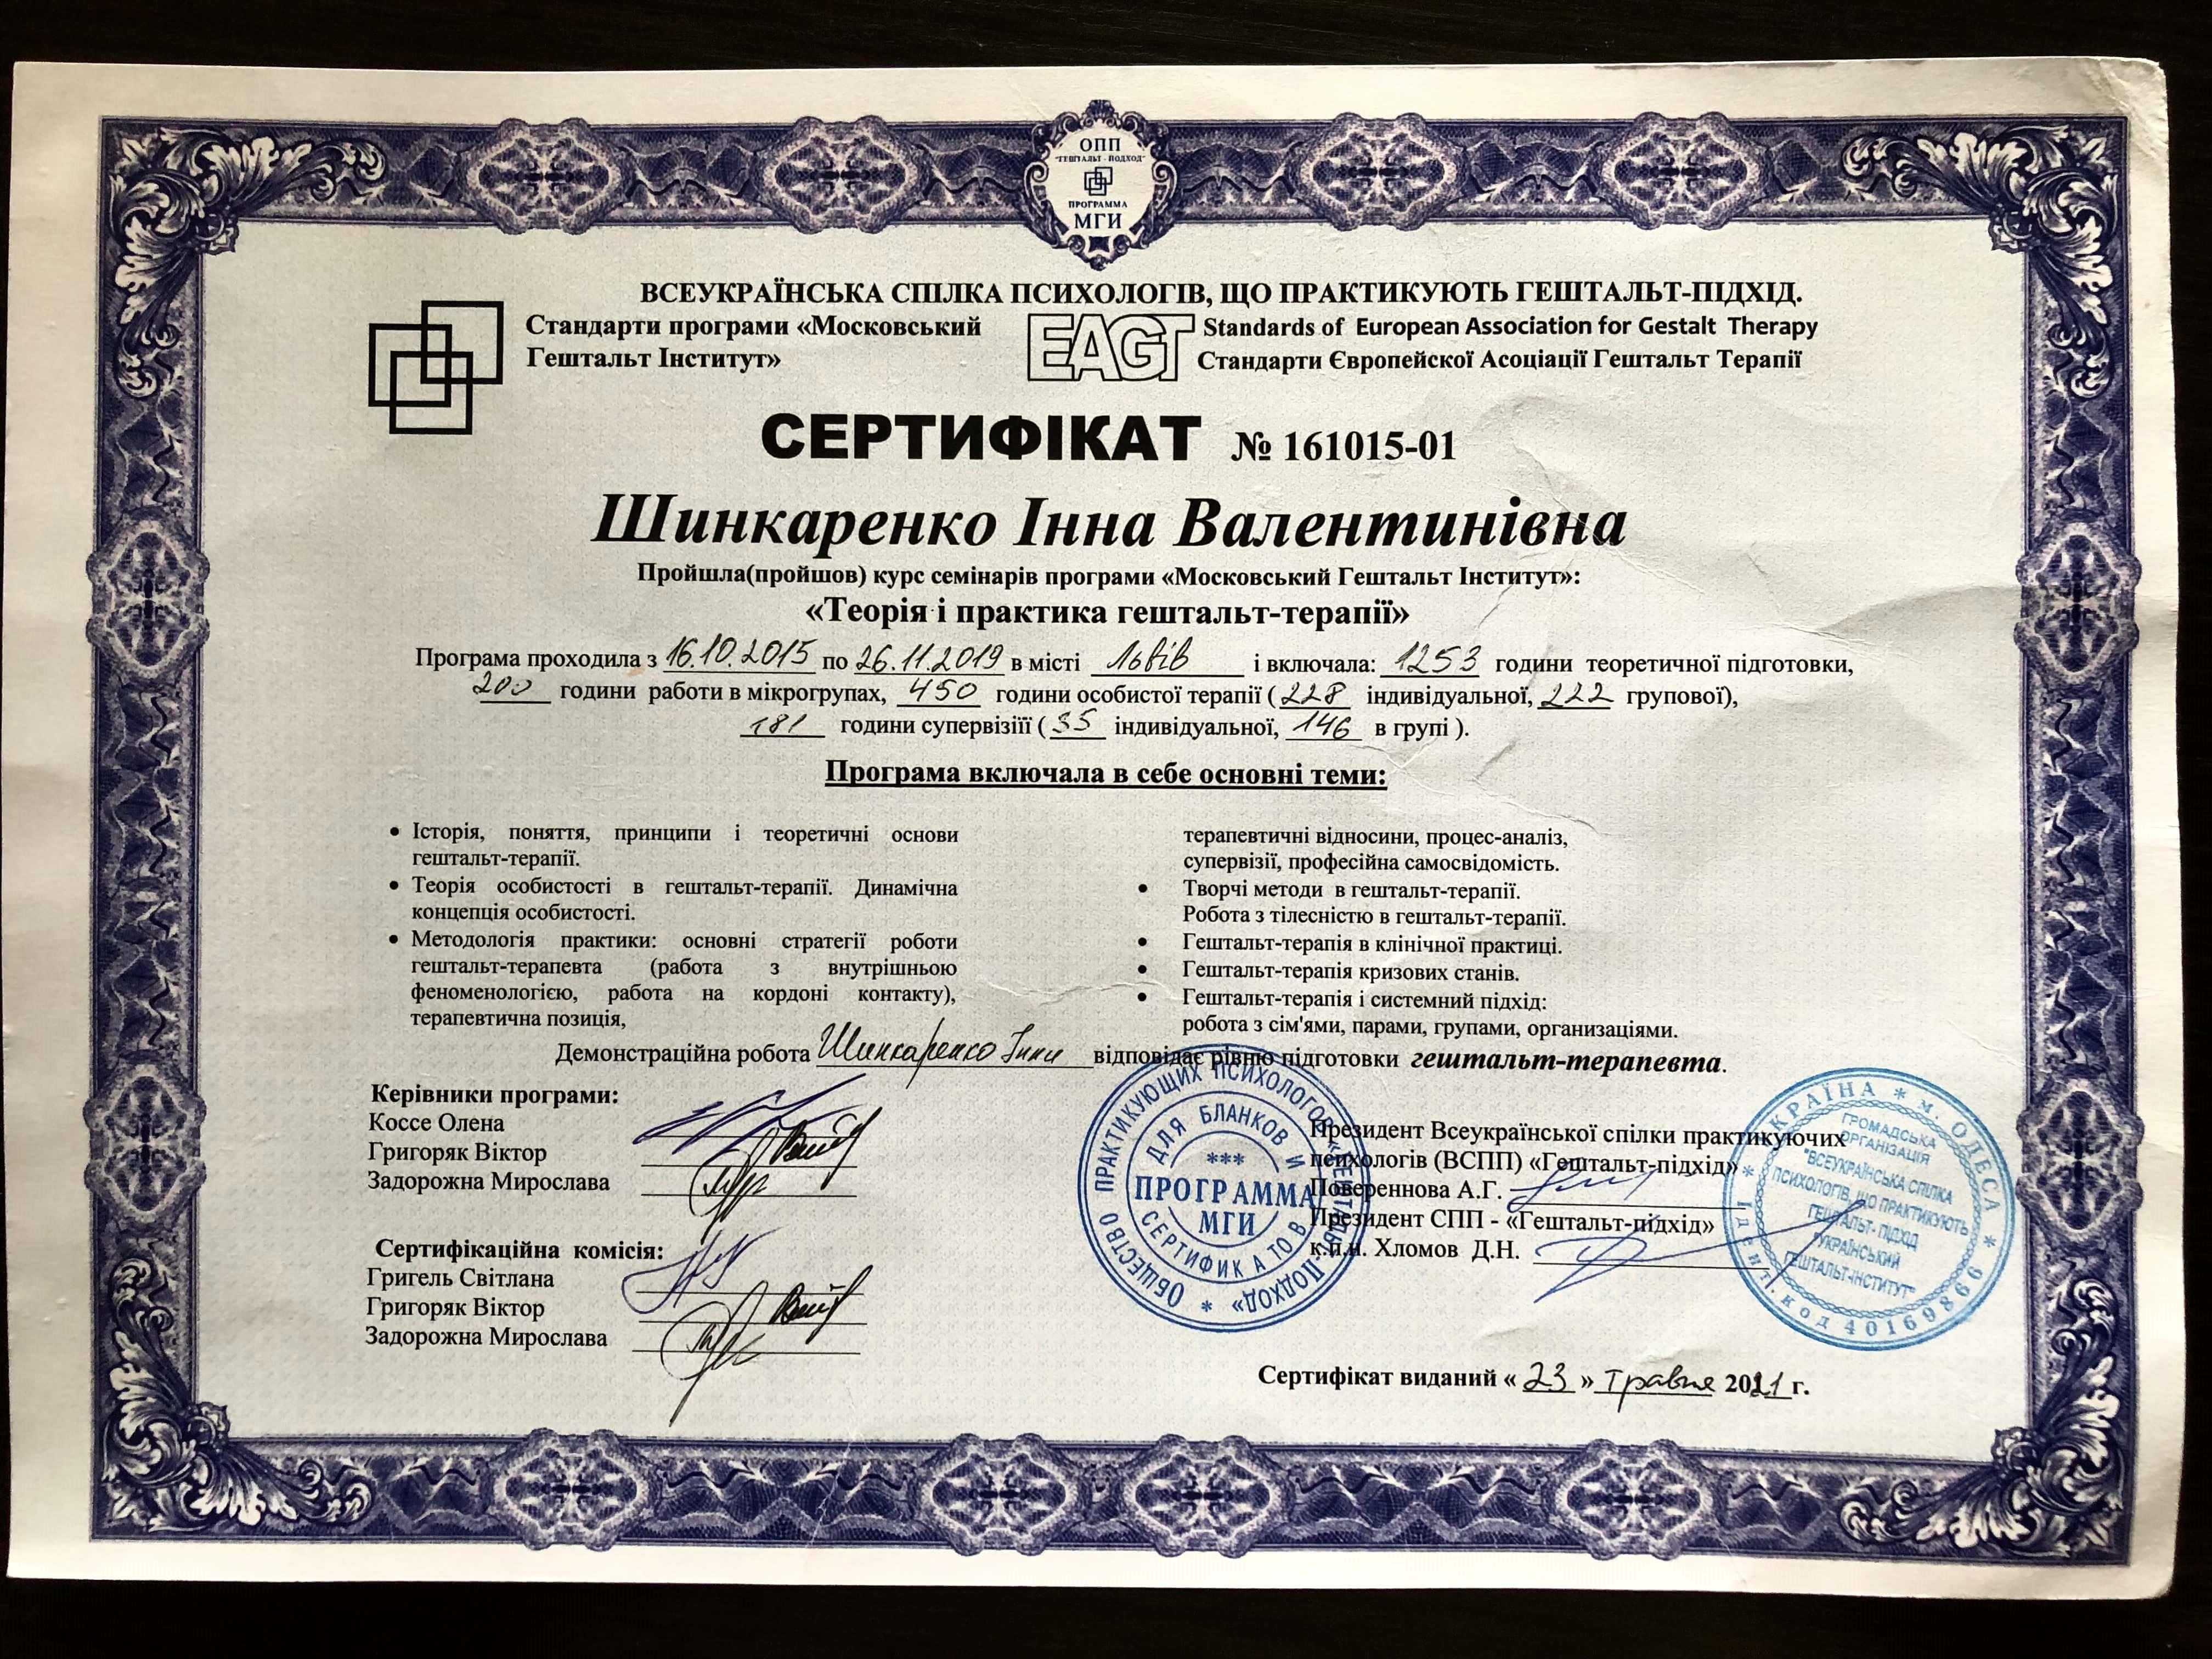 ОПП
"ГЕШТАЛЬТ - ПОДХОД"
ПРОГРАММА
МГИ
ВСЕУКРАЇНСЬКА СПІЛКА ПСИХОЛОГІВ, ЩО ПРАКТИКУЮТЬ ГЕШТАЛЬТ-ПІДХІД.
Стандарти програми «Московський
Гештальт Інститут»
EAGT
Standards of European Association for Gestalt Therapy
Стандарти Європейскої Асоціації Гештальт Терапії
СЕРТИФІКАТ № 161015-01
Шинкаренко Інна Валентинівна
Пройшла(пройшов) курс семінарів програми «Московський Гештальт Інститут»:
«Теорія і практика гештальт-терапії»
Програма проходила з 16.10.2015 по 26.11.2019 в місті Львів і включала: 1253 години теоретичної підготовки,
200 години работи в мікрогрупах, 450 години особистої терапії ( 228 індивідуальної, 222 групової),
181 години супервізіїї ( 35 індивідуальної, 146 в групі ).
Програма включала в себе основні теми:
• Історія, поняття, принципи і теоретичні основи
гештальт-терапії.
• Теорія особистості в гештальт-терапії. Динамічна
концепція особистості.
• Методологія практики: основні стратегії роботи
гештальт-терапевта (работа з внутрішньою
феноменологією, работа на кордоні контакту),
терапевтична позиція,
терапевтичні відносини, процес-аналіз,
супервізії, професійна самосвідомість.
• Творчі методи в гештальт-терапії.
Робота з тілесністю в гештальт-терапії.
• Гештальт-терапія в клінічної практиці.
• Гештальт-терапія кризових станів.
• Гештальт-терапія і системний підхід:
робота з сім'ями, парами, групами, организаціями.
Демонстраційна робота Шинкаренко Інни відповідає рівню підготовки гештальт-терапевта.
Керівники програми:
Коссе Олена
Григоряк Віктор
Задорожна Мирослава
Сертифікаційна комісія:
Григель Світлана
Григоряк Віктор
Задорожна Мирослава
ОБЩЕСТВО ПРАКТИКУЮЩИХ ПСИХОЛОГОВ «ГЕШТАЛЬТ-ПОДХОД» *
ДЛЯ БЛАНКОВ И СЕРТИФИКАТОВ
***
ПРОГРАММА
МГИ
Президент Всеукраїнської спілки практикуючих
психологів (ВСПП) «Гештальт-підхід»
Повереннова А.Г.
Президент СПП - «Гештальт-підхід»
к.п.н. Хломов Д.Н.
* УКРАЇНА * м. ОДЕСА * Ідент. код 40169866
ГРОМАДСЬКА
ОРГАНІЗАЦІЯ
"ВСЕУКРАЇНСЬКА СПІЛКА
ПСИХОЛОГІВ, ЩО ПРАКТИКУЮТЬ
ГЕШТАЛЬТ- ПІДХІД
"УКРАЇНСЬКИЙ
ГЕШТАЛЬТ-ІНСТИТУТ"
Сертифікат виданий « 23 » травня 2021 г.